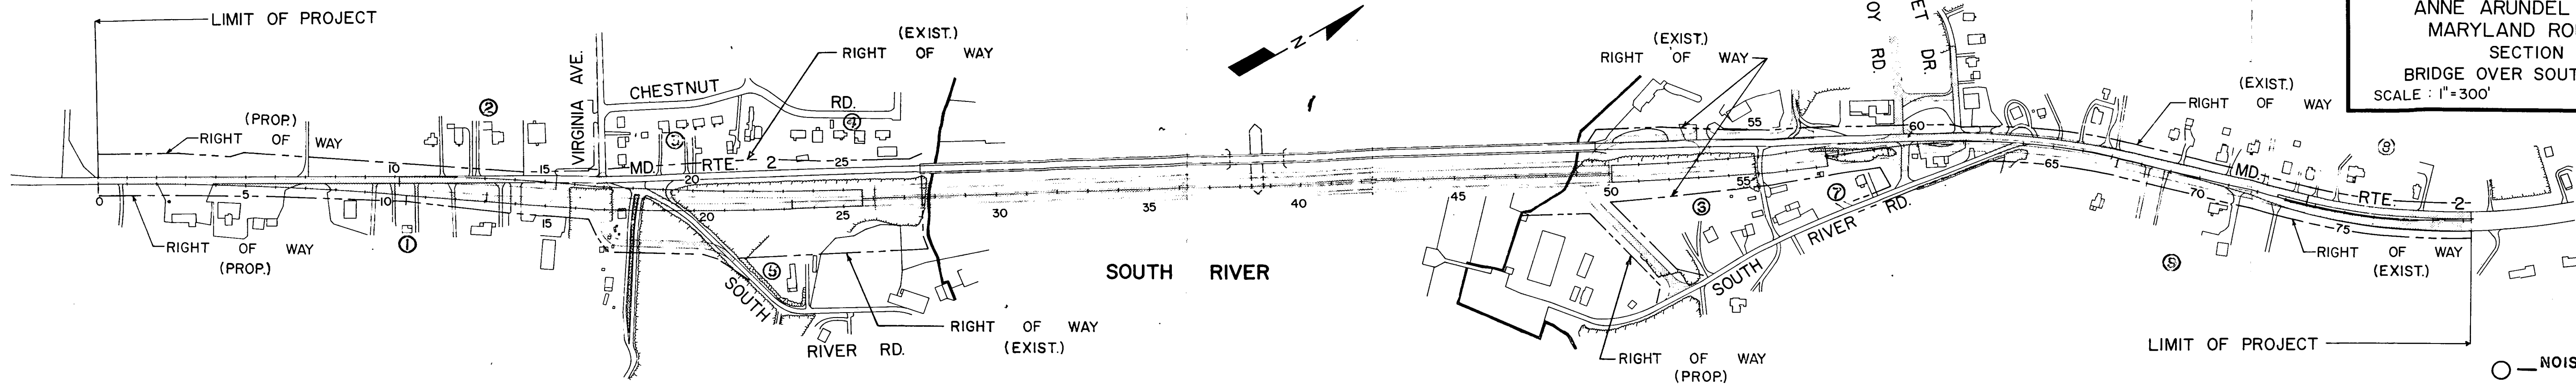 LIMIT OF PROJECT
(PROP.)
RIGHT OF WAY
②
VIRGINIA AVE.
CHESTNUT RD.
③
④
(EXIST.)
RIGHT OF WAY
10
15
MD. RTE. 2
20
25
0
5
10
15
20
25
30
35
40
45
50
55
RIGHT OF WAY
(PROP.)
①
⑤
SOUTH RIVER RD.
RIGHT OF WAY
(EXIST.)
N
SOUTH RIVER
(EXIST.)
RIGHT OF WAY
55
60
65
70
75
OY RD.
ET DR.
⑦
SOUTH RIVER RD.
RIGHT OF WAY
(PROP.)
(EXIST.)
RIGHT OF WAY
MD. RTE. 2
RIGHT OF WAY
(EXIST.)
LIMIT OF PROJECT
ANNE ARUNDEL
MARYLAND RO
SECTION
BRIDGE OVER SOUT
SCALE : 1"=300'
NOIS